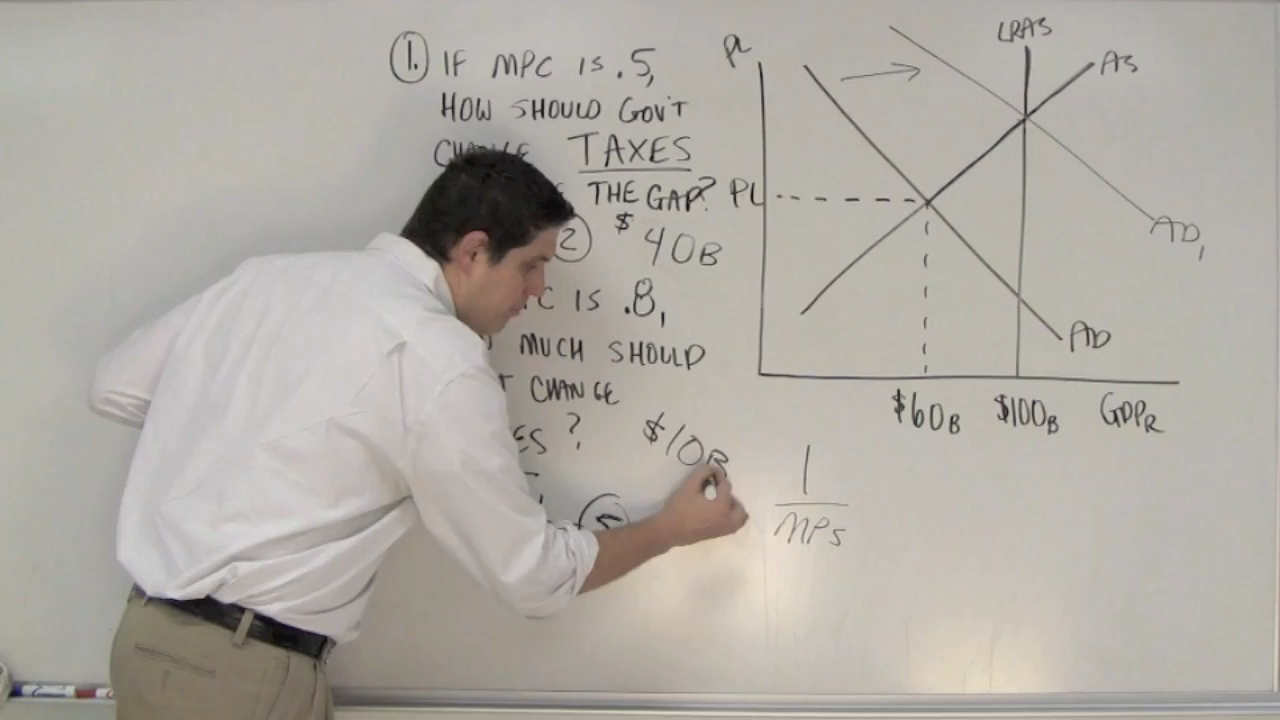 1. IF MPC IS .5,
HOW SHOULD GOV'T
TAXES
THE GAP?
2 $40B
IS .8,
MUCH SHOULD
CHANGE
? $10B
5
1
MPS
PL
LRAS
AS
PL
AD1
AD
$60B $100B GDPR